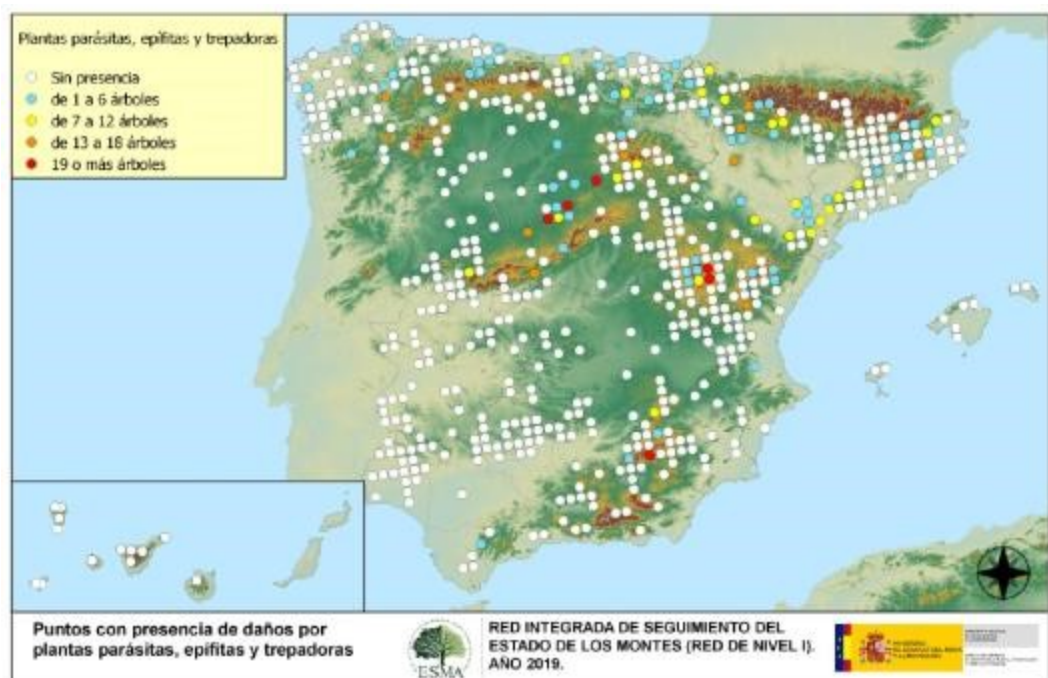 Plantas parásitas, epífitas y trepadoras
Sin presencia
de 1 a 6 árboles
de 7 a 12 árboles
de 13 a 18 árboles
19 o más árboles
Puntos con presencia de daños por
plantas parásitas, epífitas y trepadoras
ESMA
RED INTEGRADA DE SEGUIMIENTO DEL
ESTADO DE LOS MONTES (RED DE NIVEL I).
AÑO 2019.